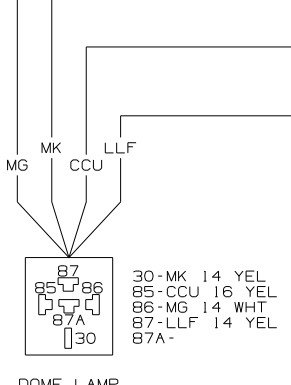 MK
LLF
MG
CCU
87
85
86
87A
30
30-MK 14 YEL
85-CCU 16 YEL
86-MG 14 WHT
87-LLF 14 YEL
87A-
DOME LAMP